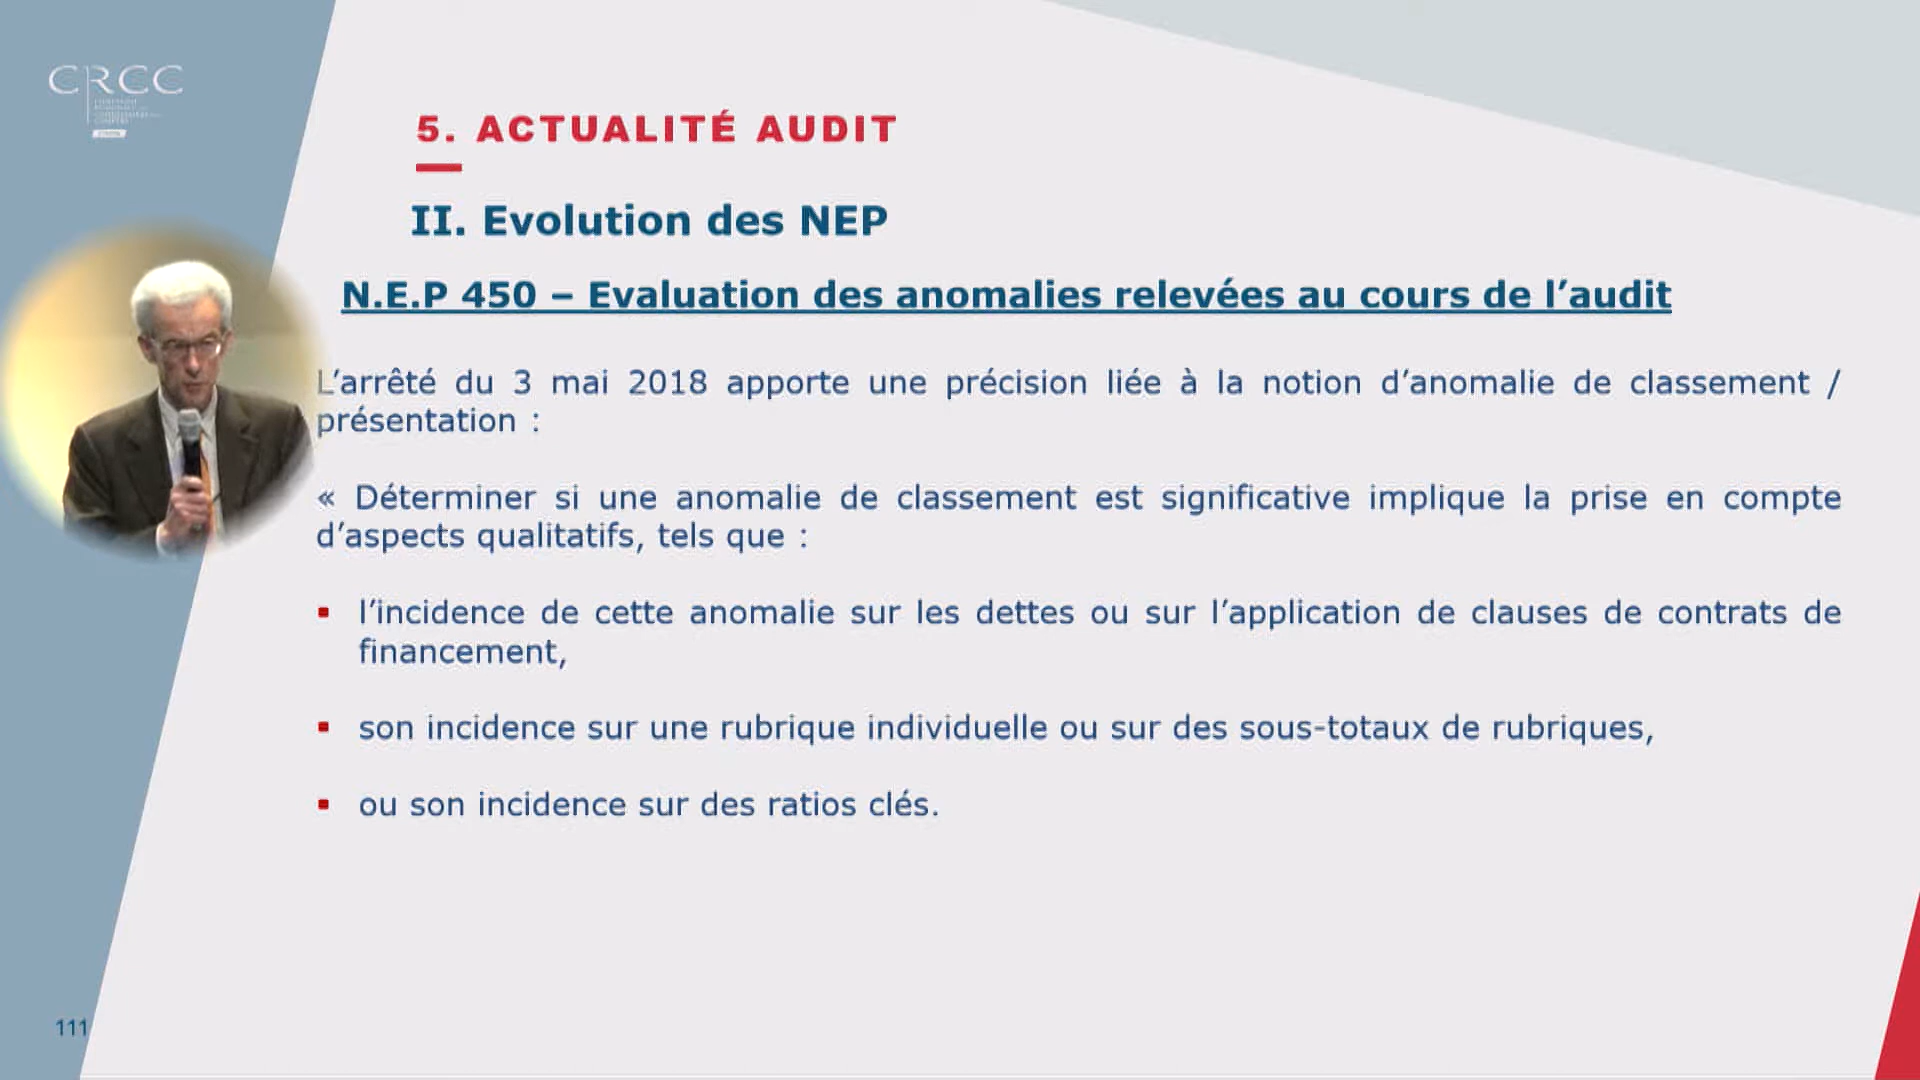 CRCC
5. ACTUALITÉ AUDIT
II. Evolution des NEP
N.E.P 450 – Evaluation des anomalies relevées au cours de l’audit
L’arrêté du 3 mai 2018 apporte une précision liée à la notion d’anomalie de classement /
présentation :
« Déterminer si une anomalie de classement est significative implique la prise en compte
d’aspects qualitatifs, tels que :
▪ l’incidence de cette anomalie sur les dettes ou sur l’application de clauses de contrats de
financement,
▪ son incidence sur une rubrique individuelle ou sur des sous-totaux de rubriques,
▪ ou son incidence sur des ratios clés.
111